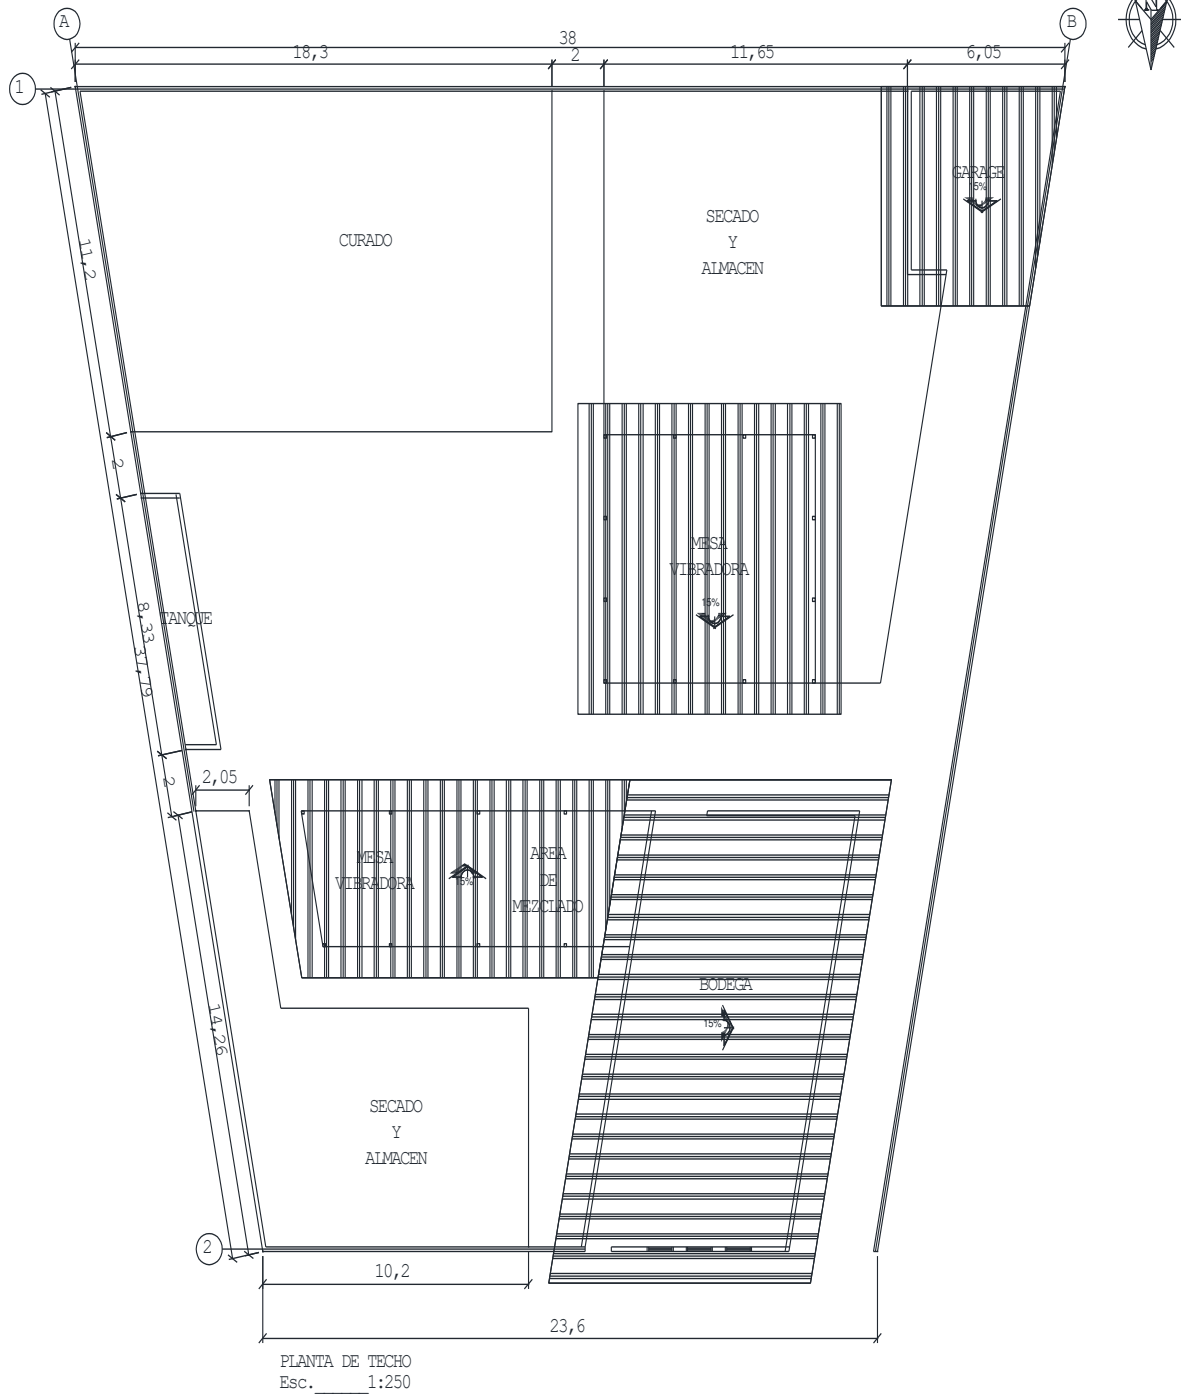 A
B
N
38
18,3
2
11,65
6,05
1
GARAGE
15%
SECADO
Y
ALMACEN
CURADO
11,2
2
MESA
VIBRADORA
15%
8,33
TANQUE
37,79
2
2,05
MESA
VIBRADORA
15%
AREA
DE
MEZCLADO
BODEGA
15%
14,26
SECADO
Y
ALMACEN
2
10,2
23,6
PLANTA DE TECHO
Esc.______1:250